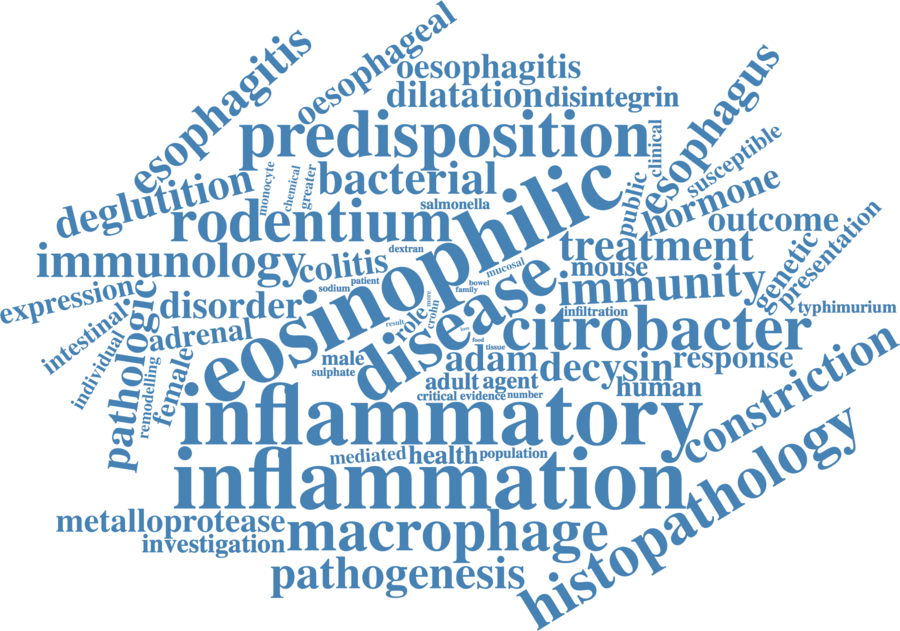 esophagitis
oesophageal
oesophagitis
dilatation
disintegrin
esophagus
predisposition
clinical
susceptible
deglutition
monocyte
chemical
greater
bacterial
public
hormone
salmonella
rodentium
outcome
eosinophilic
immunology
colitis
dextran
treatment
genetic
presentation
sodium
patient
mucosal
mouse
bowel
family
immunity
expression
intestinal
disorder
disease
more
crohn
role
result
infiltration
typhimurium
pathologic
adrenal
citrobacter
food
tissue
individual
remodelling
female
male
sulphate
adam
decysin
response
adult
agent
human
critical
evidence
number
constriction
inflammatory
mediated
health
population
inflammation
histopathology
metalloprotease
macrophage
investigation
pathogenesis